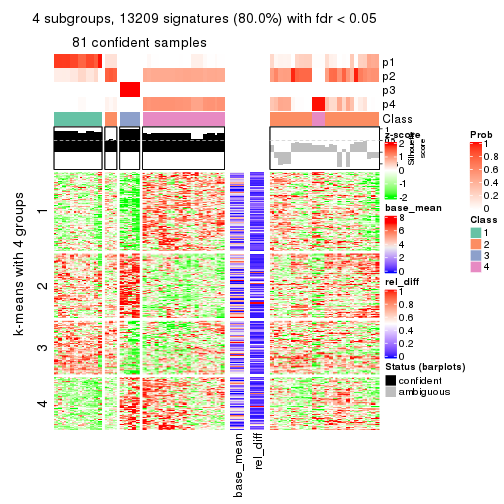 4 subgroups, 13209 signatures (80.0%) with fdr < 0.05
81 confident samples
p1
p2
p3
p4
Class
1
Silhouette
score
z-score
2
1
0
-1
-2
base_mean
8
6
4
2
0
rel_diff
1
0.8
0.6
0.4
0.2
0
Status (barplots)
confident
ambiguous
Prob
1
0.8
0.6
0.4
0.2
0
Class
1
2
3
4
k-means with 4 groups
1
2
3
4
base_mean
rel_diff